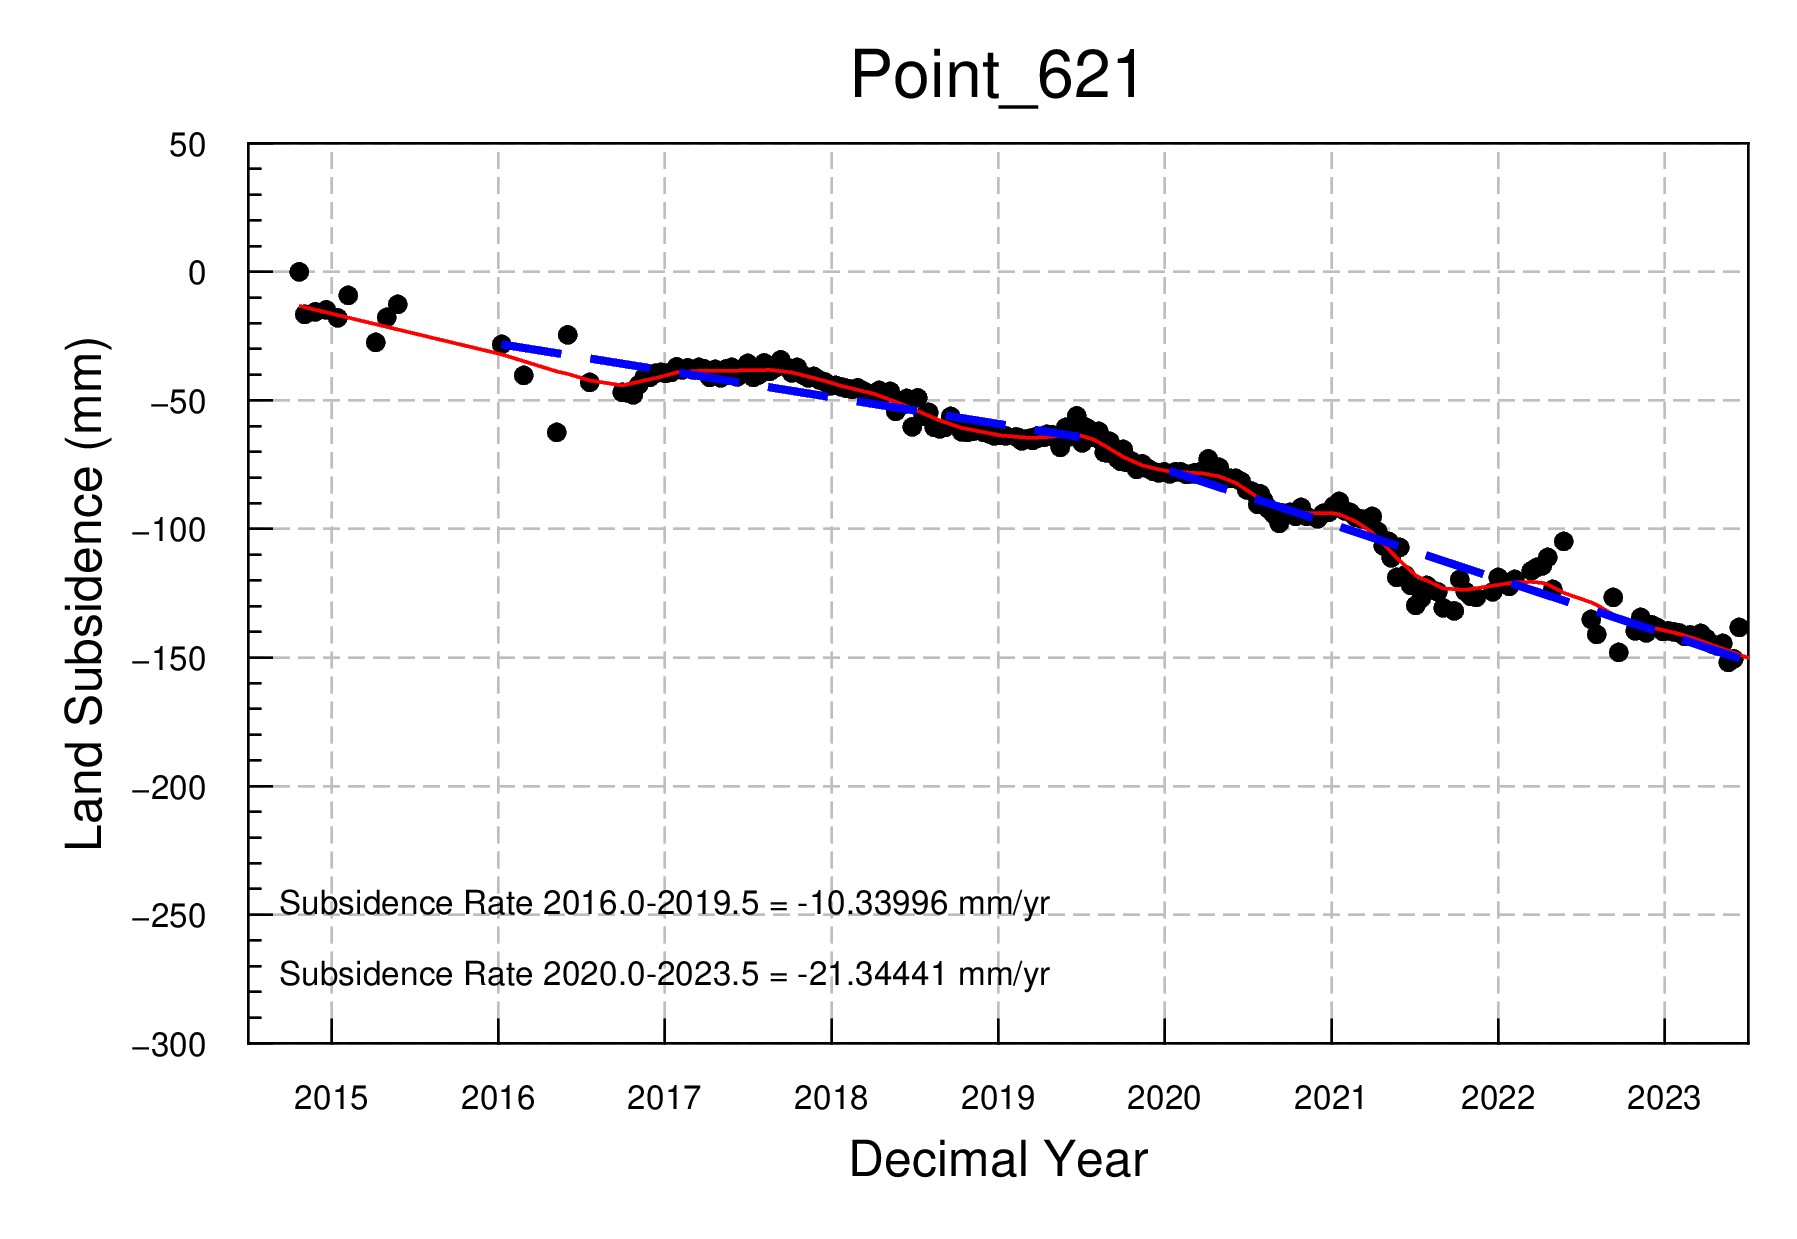 Point_621
50
0
−50
−100
−150
−200
−250
−300
Land Subsidence (mm)
Subsidence Rate 2016.0-2019.5 = -10.33996 mm/yr
Subsidence Rate 2020.0-2023.5 = -21.34441 mm/yr
2015 2016 2017 2018 2019 2020 2021 2022 2023
Decimal Year